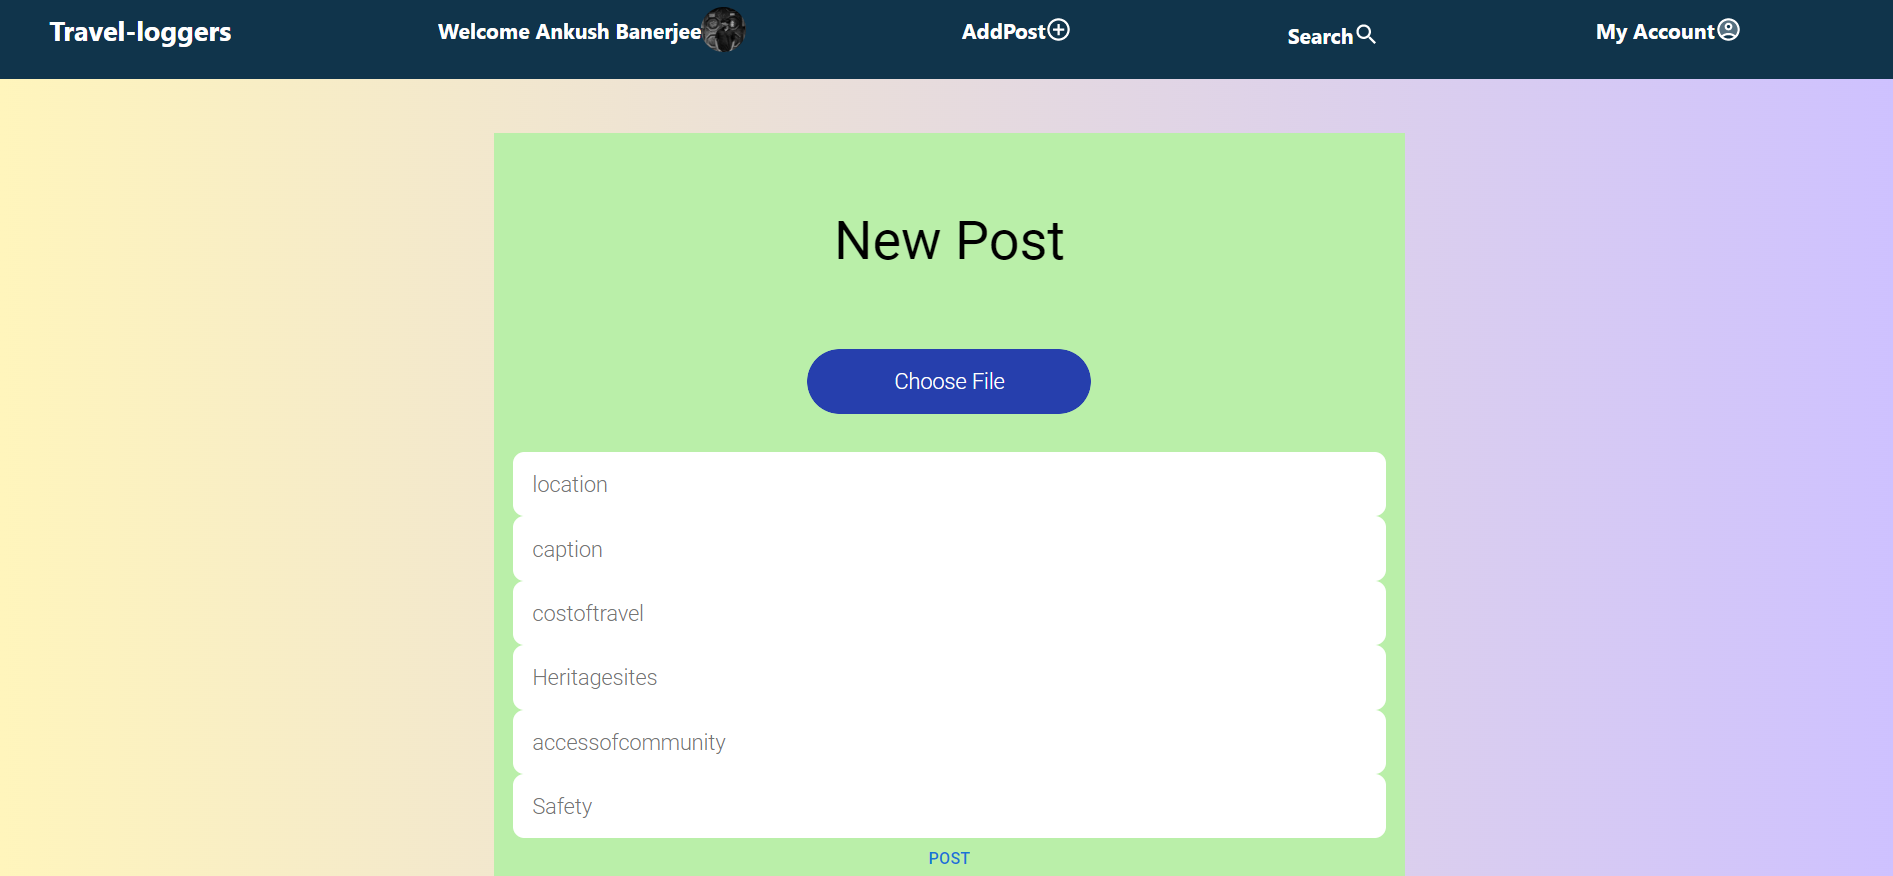 Travel-loggers
Welcome Ankush Banerjee
AddPost
Search
My Account
New Post
Choose File
location
caption
costoftravel
Heritagesites
accessofcommunity
Safety
POST